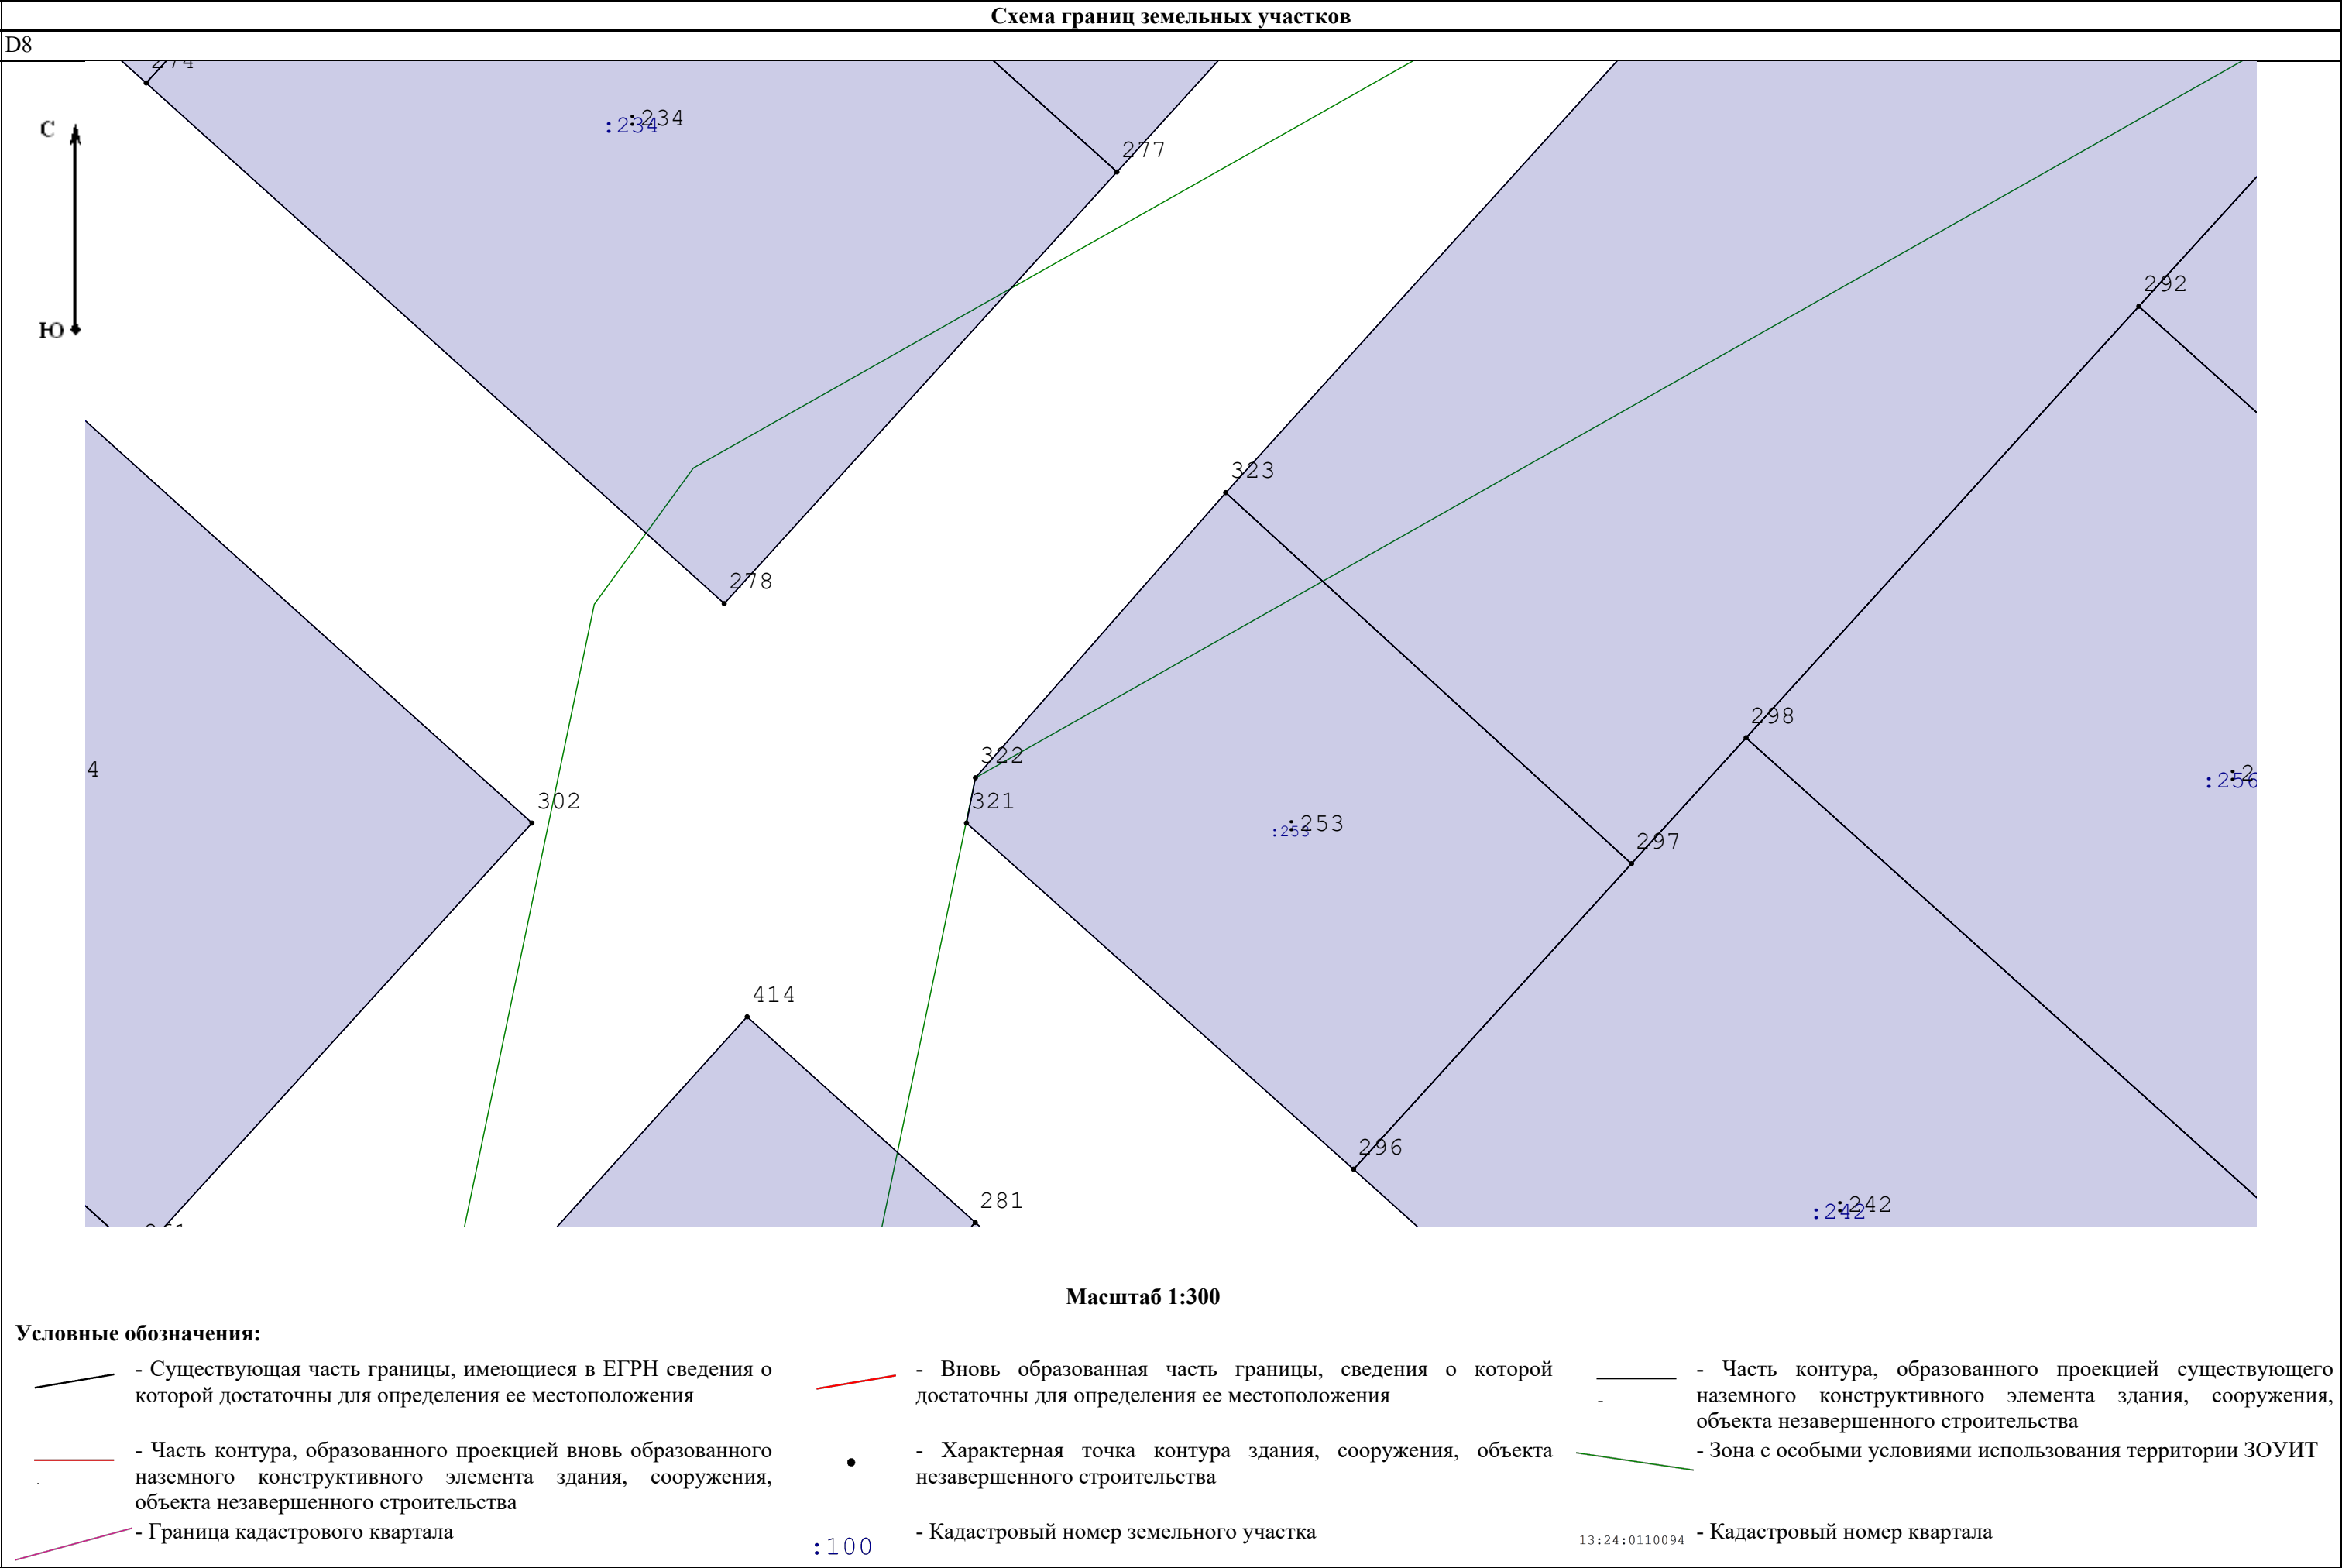 Схема границ земельных участков
D8
274
:234
:234
С
277
Ю
292
323
278
298
322
4
:2
:256
302
321
:253
:253
297
414
296
281
:242
:242
Масштаб 1:300
Условные обозначения:
- Существующая часть границы, имеющиеся в ЕГРН сведения о
которой достаточны для определения ее местоположения
- Вновь образованная часть границы, сведения о которой
достаточны для определения ее местоположения
- Часть контура, образованного проекцией существующего
наземного конструктивного элемента здания, сооружения,
объекта незавершенного строительства
- Часть контура, образованного проекцией вновь образованного
наземного конструктивного элемента здания, сооружения,
объекта незавершенного строительства
- Характерная точка контура здания, сооружения, объекта
незавершенного строительства
- Зона с особыми условиями использования территории ЗОУИТ
- Граница кадастрового квартала
:100
- Кадастровый номер земельного участка
13:24:0110094
- Кадастровый номер квартала